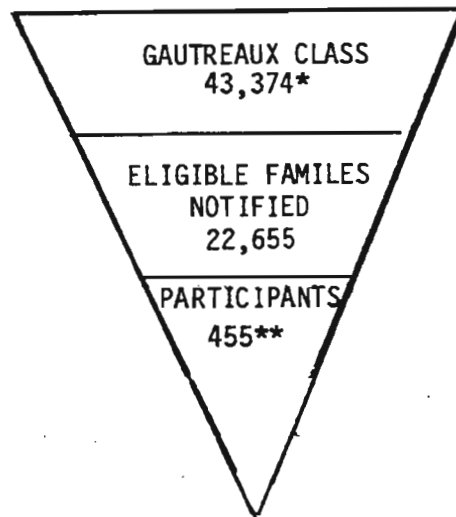 GAUTREAUX CLASS
43,374*
ELIGIBLE FAMILES
NOTIFIED
22,655
PARTICIPANTS
455**